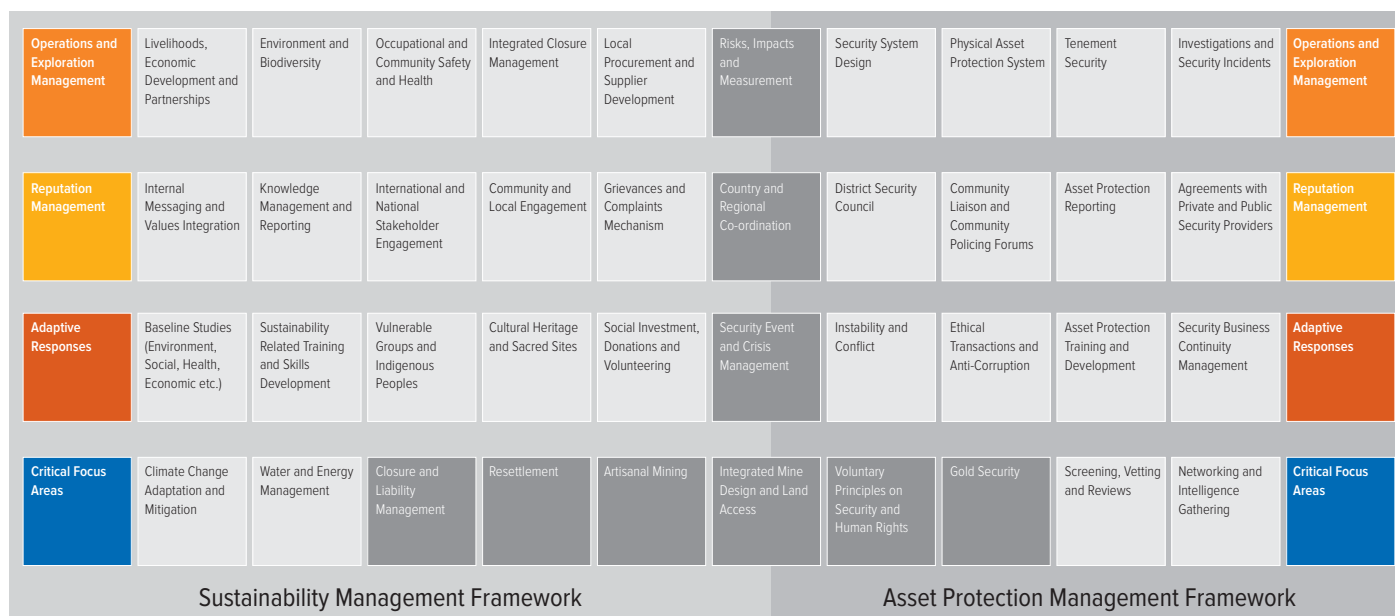 Operations and
Exploration
Management
Livelihoods,
Economic
Development and
Partnerships
Environment and
Biodiversity
Occupational and
Community Safety
and Health
Integrated Closure
Management
Local
Procurement and
Supplier
Development
Risks, Impacts
and
Measurement
Security System
Design
Physical Asset
Protection System
Tenement
Security
Investigations and
Security Incidents
Operations and
Exploration
Management
Reputation
Management
Internal
Messaging and
Values Integration
Knowledge
Management and
Reporting
International and
National
Stakeholder
Engagement
Community and
Local Engagement
Grievances and
Complaints
Mechanism
Country and
Regional
Co-ordination
District Security
Council
Community
Liaison and
Community
Policing Forums
Asset Protection
Reporting
Agreements with
Private and Public
Security Providers
Reputation
Management
Adaptive
Responses
Baseline Studies
(Environment,
Social, Health,
Economic etc.)
Sustainability
Related Training
and Skills
Development
Vulnerable
Groups and
Indigenous
Peoples
Cultural Heritage
and Sacred Sites
Social Investment,
Donations and
Volunteering
Security Event
and Crisis
Management
Instability and
Conflict
Ethical
Transactions and
Anti-Corruption
Asset Protection
Training and
Development
Security Business
Continuity
Management
Adaptive
Responses
Critical Focus
Areas
Climate Change
Adaptation and
Mitigation
Water and Energy
Management
Closure and
Liability
Management
Resettlement
Artisanal Mining
Integrated Mine
Design and Land
Access
Voluntary
Principles on
Security and
Human Rights
Gold Security
Screening, Vetting
and Reviews
Networking and
Intelligence
Gathering
Critical Focus
Areas
Sustainability Management Framework
Asset Protection Management Framework